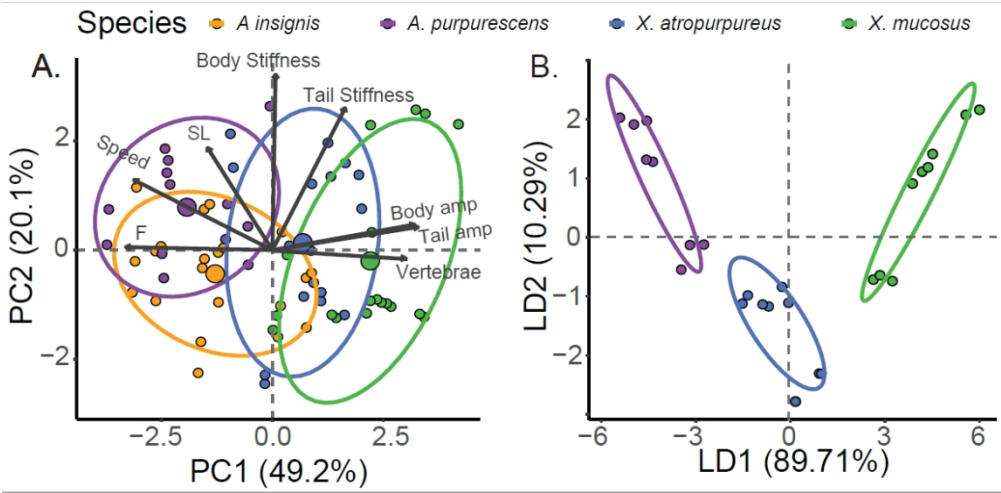 Species A insignis A. purpurescens X. atropurpureus X. mucosus
A.
Body Stiffness
Tail Stiffness
SL
Speed
Body amp
F
Tail amp
Vertebrae
2
0
−2
PC2 (20.1%)
−2.5 0.0 2.5
PC1 (49.2%)
B.
2
1
0
−1
−2
LD2 (10.29%)
−6 −3 0 3 6
LD1 (89.71%)